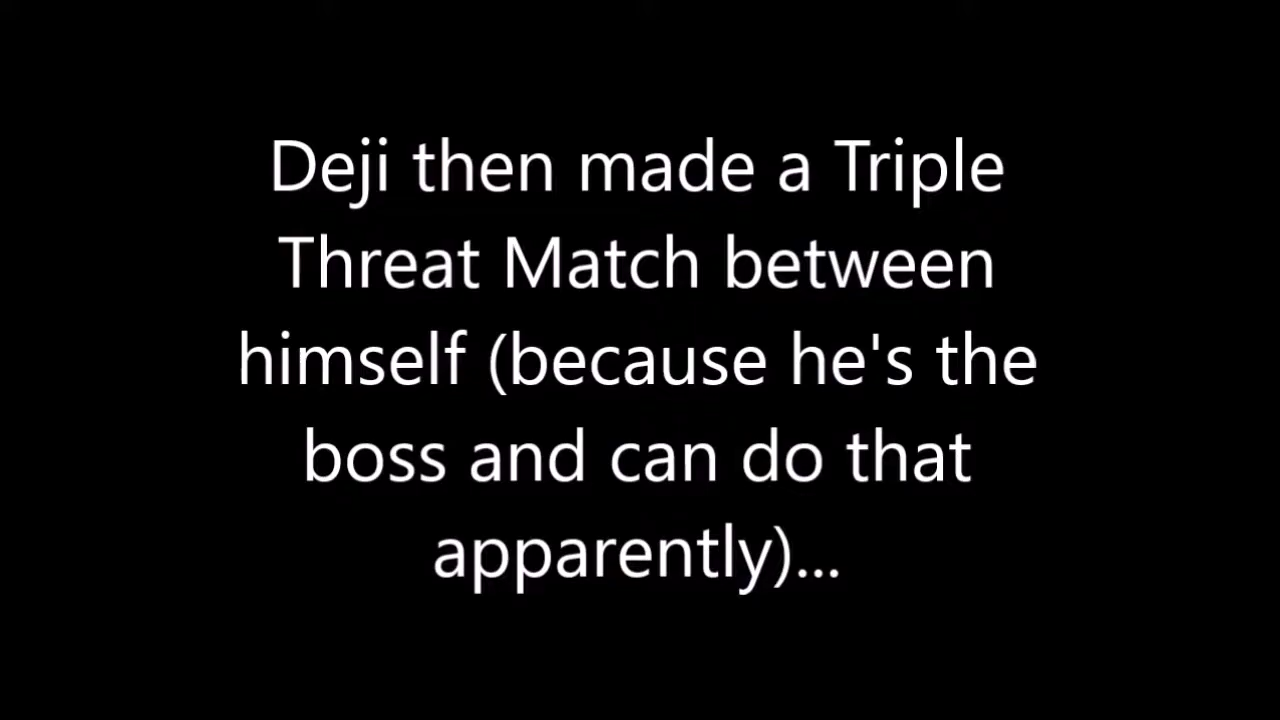 Deji then made a Triple
Threat Match between
himself (because he's the
boss and can do that
apparently)...